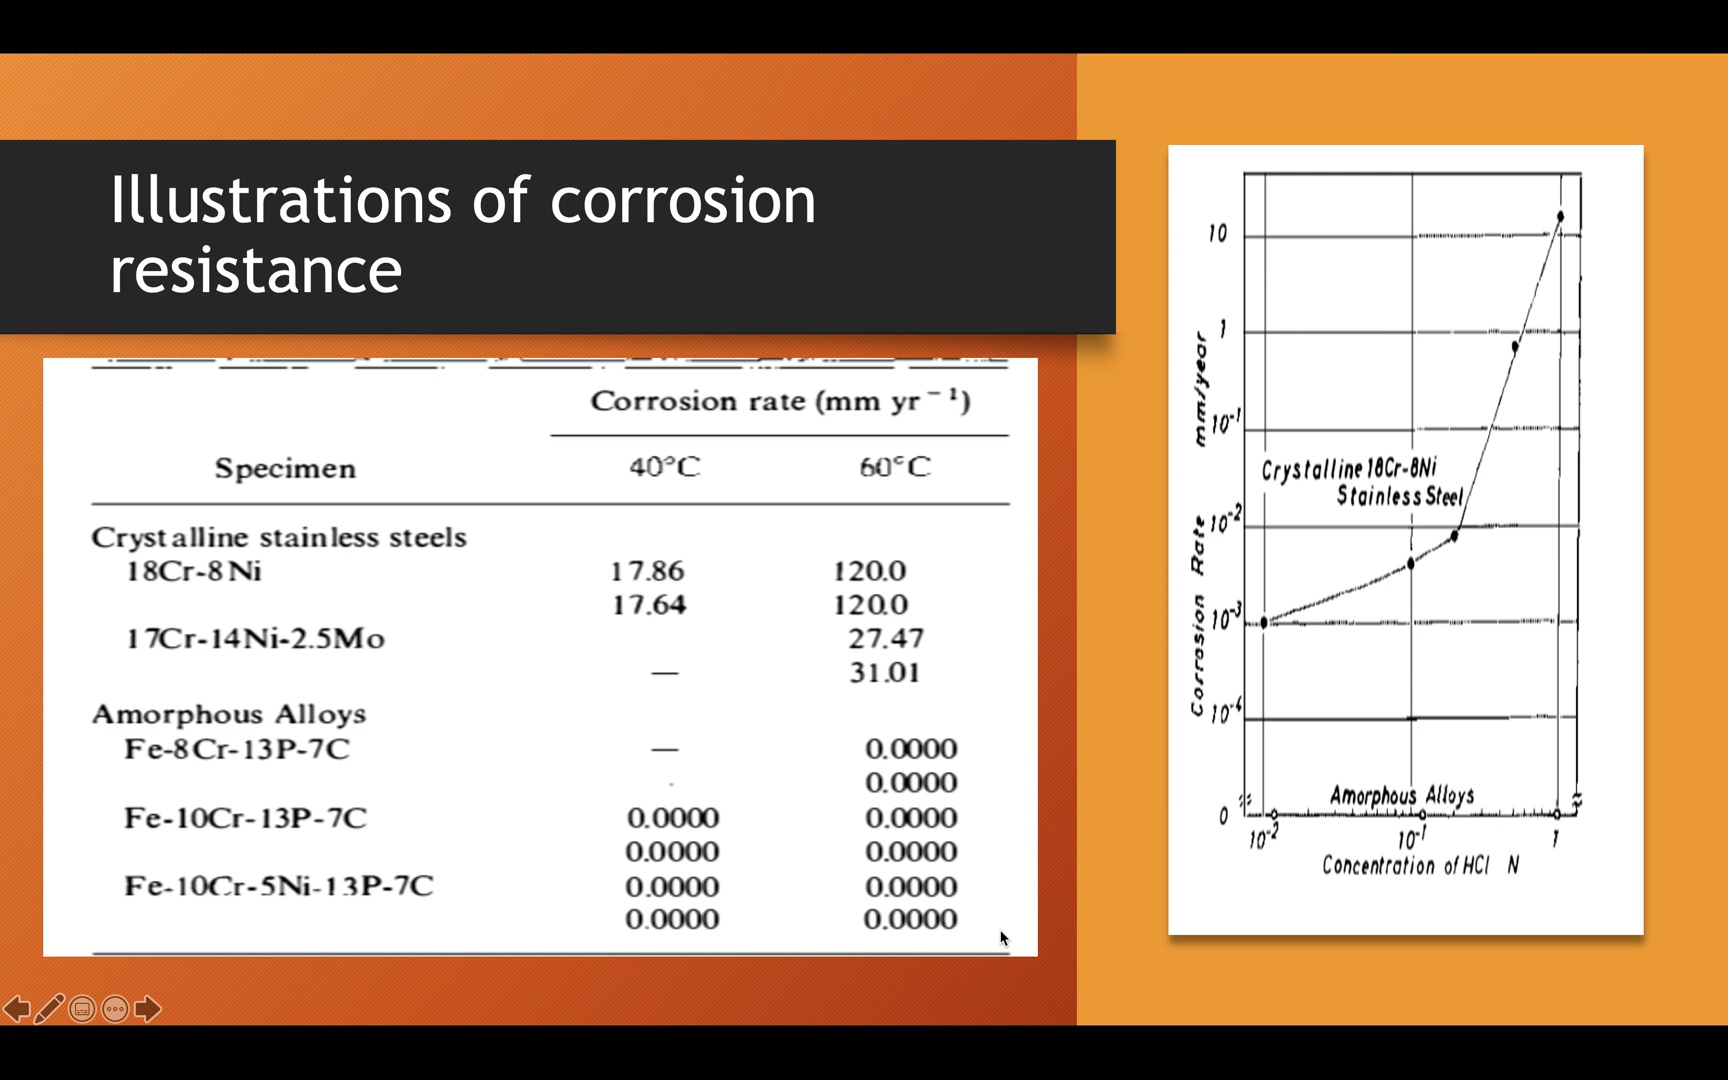 Illustrations of corrosion
resistance
Corrosion rate (mm yr⁻¹)
Specimen 40°C 60°C
Crystalline stainless steels
18Cr-8Ni 17.86 120.0
17.64 120.0
17Cr-14Ni-2.5Mo 27.47
— 31.01
Amorphous Alloys
Fe-8Cr-13P-7C — 0.0000
0.0000
Fe-10Cr-13P-7C 0.0000 0.0000
0.0000 0.0000
Fe-10Cr-5Ni-13P-7C 0.0000 0.0000
0.0000 0.0000
Corrosion Rate mm/year
10
1
10⁻¹
10⁻²
10⁻³
10⁻⁴
0
Crystalline 18Cr-8Ni
Stainless Steel
Amorphous Alloys
10⁻² 10⁻¹ 1
Concentration of HCl N